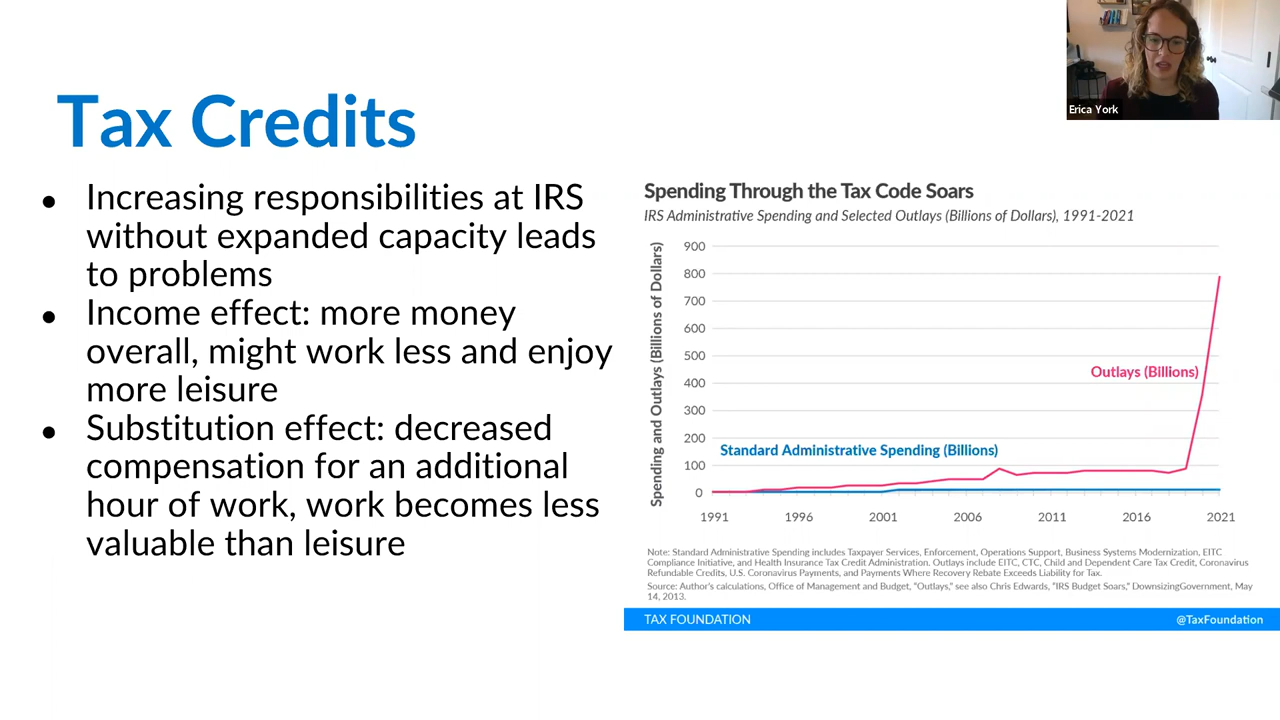 Erica York
Tax Credits
● Increasing responsibilities at IRS
without expanded capacity leads
to problems
● Income effect: more money
overall, might work less and enjoy
more leisure
● Substitution effect: decreased
compensation for an additional
hour of work, work becomes less
valuable than leisure
Spending Through the Tax Code Soars
IRS Administrative Spending and Selected Outlays (Billions of Dollars), 1991-2021
Spending and Outlays (Billions of Dollars)
900
800
700
600
500
400
300
200
100
0
Outlays (Billions)
Standard Administrative Spending (Billions)
1991 1996 2001 2006 2011 2016 2021
Note: Standard Administrative Spending includes Taxpayer Services, Enforcement, Operations Support, Business Systems Modernization, EITC
Compliance Initiative, and Health Insurance Tax Credit Administration. Outlays include EITC, CTC, Child and Dependent Care Tax Credit, Coronavirus
Refundable Credits, U.S. Coronavirus Payments, and Payments Where Recovery Rebate Exceeds Liability for Tax.
Source: Author's calculations, Office of Management and Budget, "Outlays," see also Chris Edwards, "IRS Budget Soars," DownsizingGovernment, May
14, 2013.
TAX FOUNDATION
@TaxFoundation